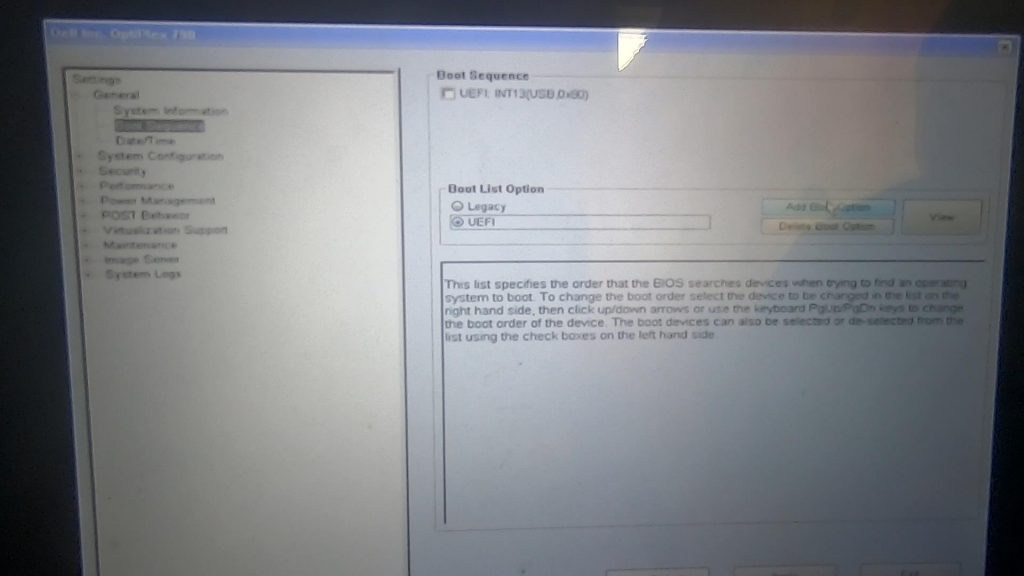 Dell Inc. OptiPlex 790
Settings
General
System Information
Boot Sequence
Date/Time
System Configuration
Security
Performance
Power Management
POST Behavior
Virtualization Support
Maintenance
Image Server
System Logs
Boot Sequence
UEFI: INT13(USB,0x80)
Boot List Option
Legacy
UEFI
Add Boot Option
Delete Boot Option
View
This list specifies the order that the BIOS searches devices when trying to find an operating
system to boot. To change the boot order select the device to be changed in the list on the
right hand side, then click up/down arrows or use the keyboard PgUp/PgDn keys to change
the boot order of the device. The boot devices can also be selected or de-selected from the
list using the check boxes on the left hand side.